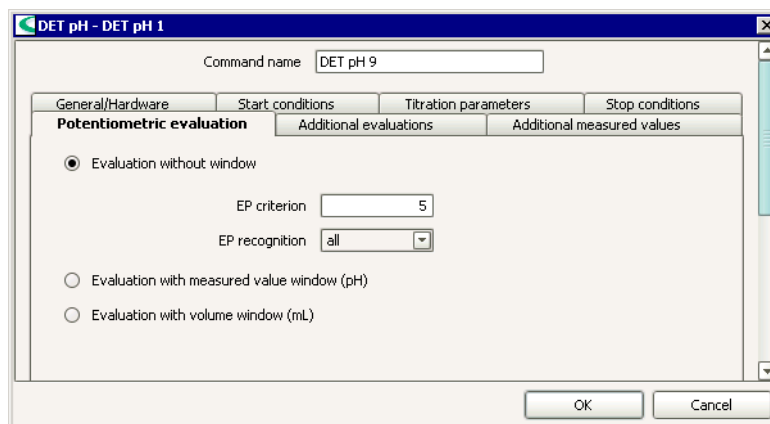 DET pH - DET pH 1
Command name DET pH 9
General/Hardware Start conditions Titration parameters Stop conditions
Potentiometric evaluation Additional evaluations Additional measured values
Evaluation without window
EP criterion 5
EP recognition all
Evaluation with measured value window (pH)
Evaluation with volume window (mL)
OK Cancel